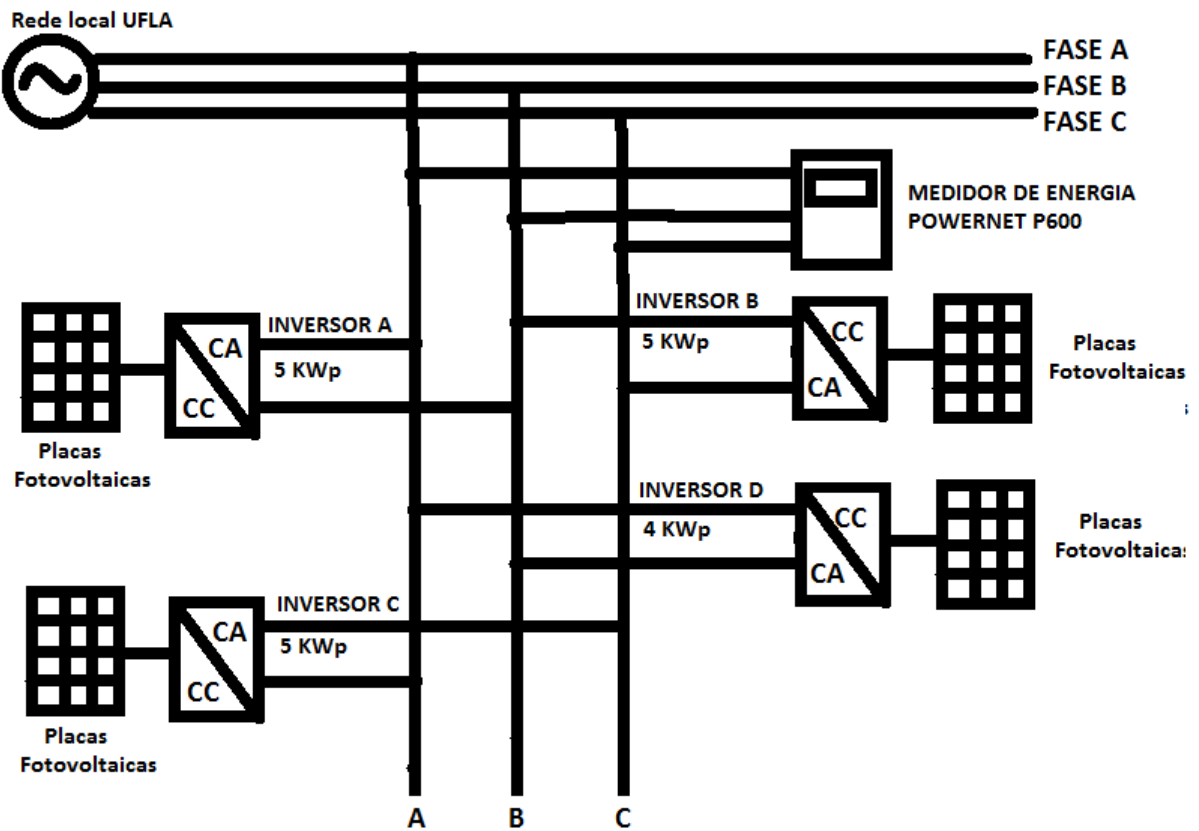 Rede local UFLA
FASE A
FASE B
FASE C
MEDIDOR DE ENERGIA
POWERNET P600
INVERSOR A
5 KWp
CA
CC
Placas
Fotovoltaicas
INVERSOR B
5 KWp
CC
CA
Placas
Fotovoltaicas
INVERSOR D
4 KWp
CC
CA
Placas
Fotovoltaicas
INVERSOR C
5 KWp
CA
CC
Placas
Fotovoltaicas
A
B
C